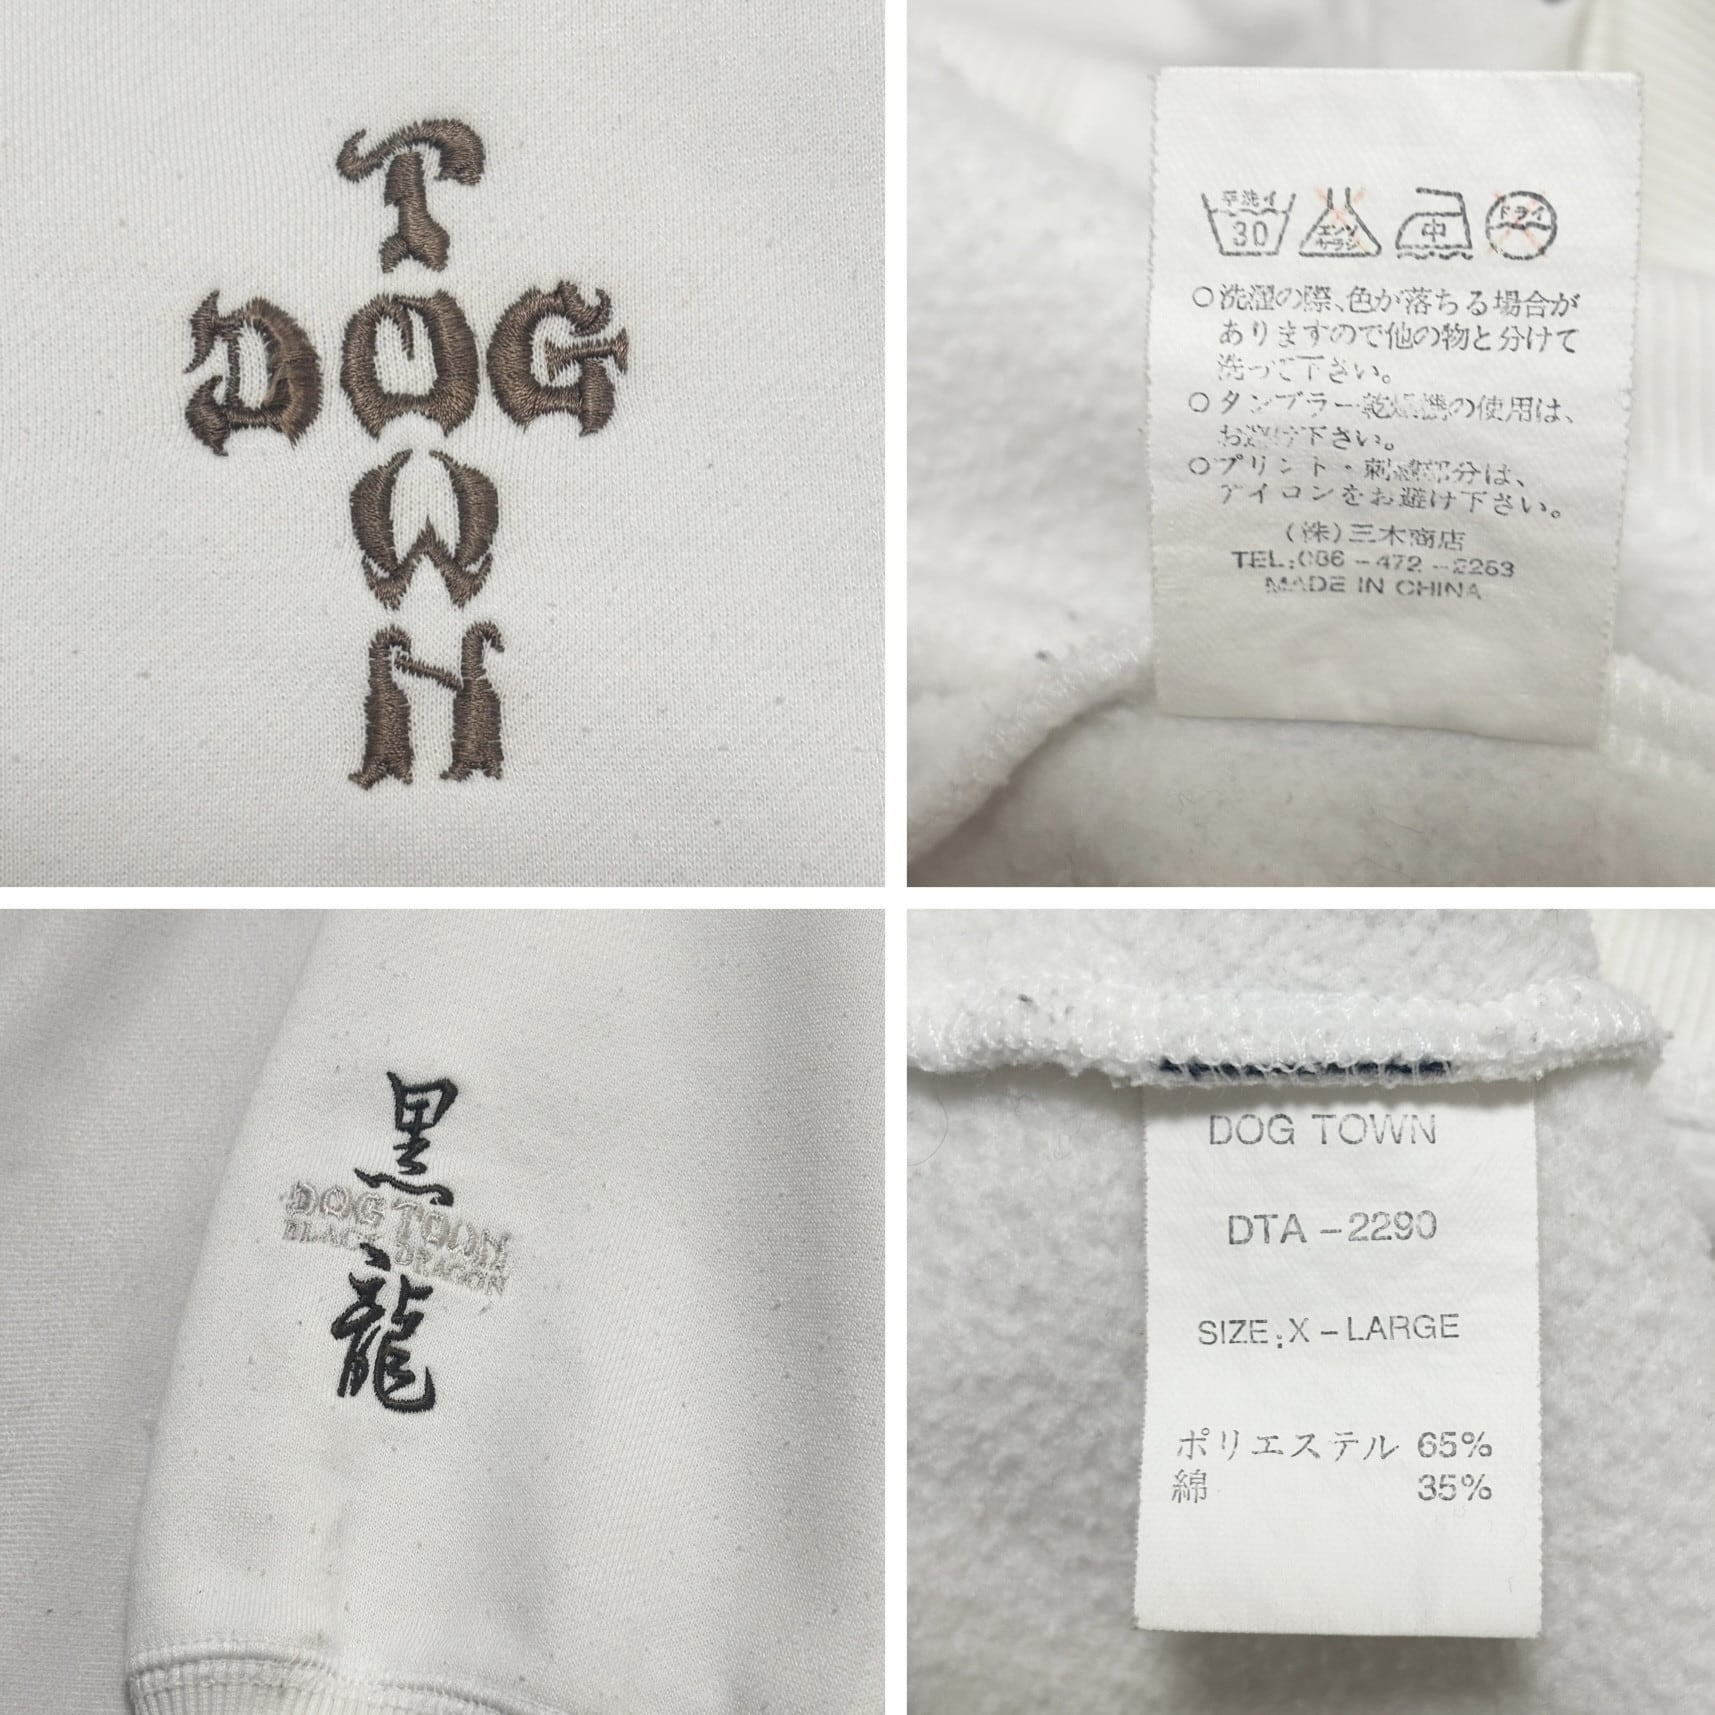 T
DOG
W
N
手洗イ
30
エンソ
サラシ
中
ドライ
○洗濯の際、色が落ちる場合が
ありますので他の物と分けて
洗って下さい。
○タンブラー乾燥機の使用は、
お避け下さい。
○プリント・刺繍部分は、
アイロンをお避け下さい。
(株)三木商店
TEL:086-472-2263
MADE IN CHINA
黒
DOG TOWN
BLACK DRAGON
龍
DOG TOWN
DTA-2290
SIZE:X-LARGE
ポリエステル 65%
綿 35%